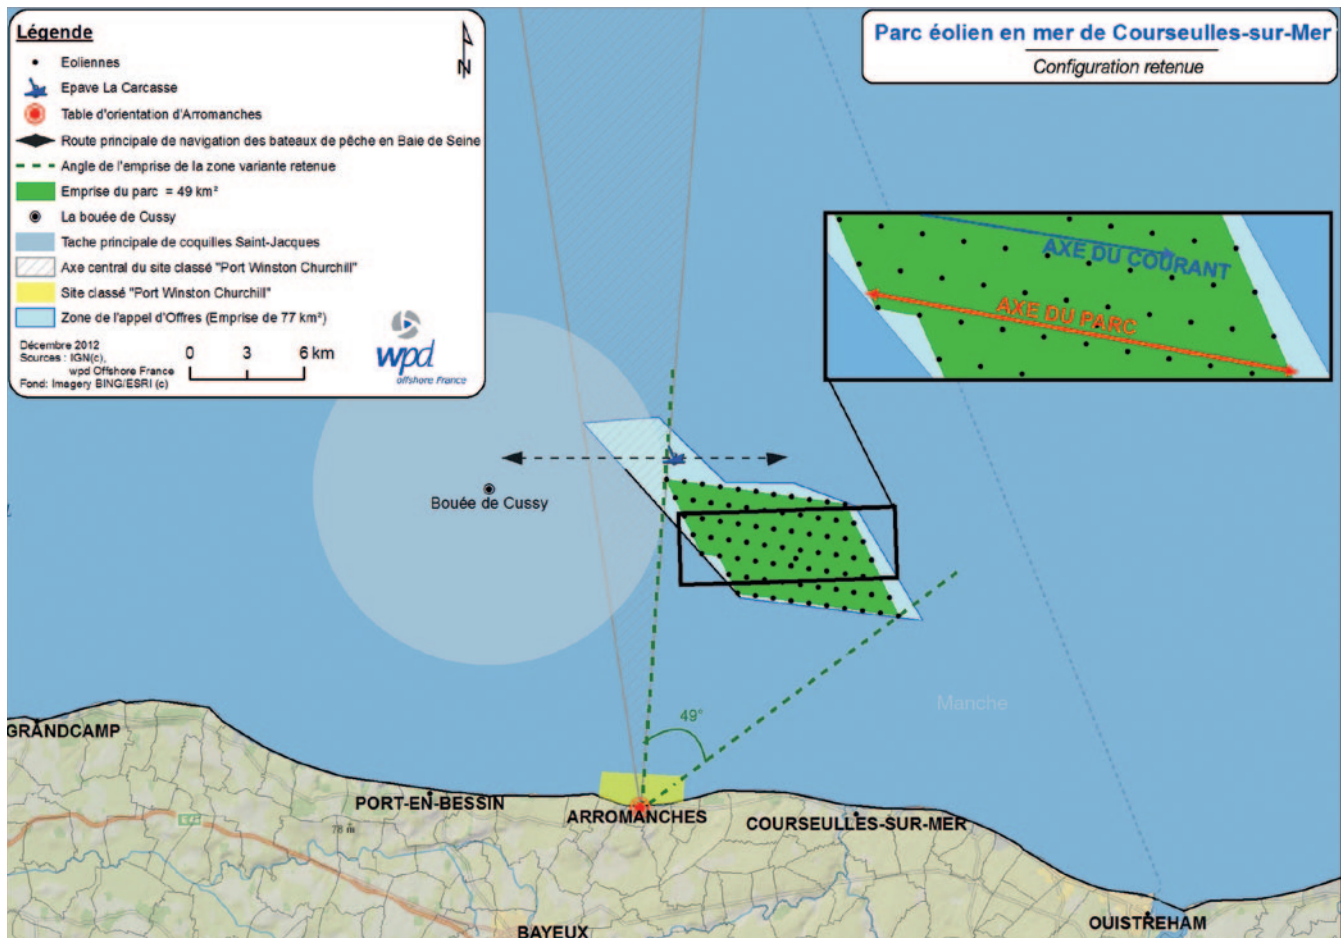 Légende
N
Eoliennes
Epave La Carcasse
Table d'orientation d'Arromanches
Route principale de navigation des bateaux de pêche en Baie de Seine
Angle de l'emprise de la zone variante retenue
Emprise du parc = 49 km²
La bouée de Cussy
Tache principale de coquilles Saint-Jacques
Axe central du site classé "Port Winston Churchill"
Site classé "Port Winston Churchill"
Zone de l'appel d'Offres (Emprise de 77 km²)
Décembre 2012
Sources : IGN(c),
wpd Offshore France
Fond: Imagery BING/ESRI (c)
0 3 6 km
wpd
offshore France
Parc éolien en mer de Courseulles-sur-Mer
Configuration retenue
AXE DU COURANT
AXE DU PARC
Bouée de Cussy
Manche
49°
GRANDCAMP
PORT-EN-BESSIN
ARROMANCHES
COURSEULLES-SUR-MER
78 m
OUISTREHAM
BAYEUX